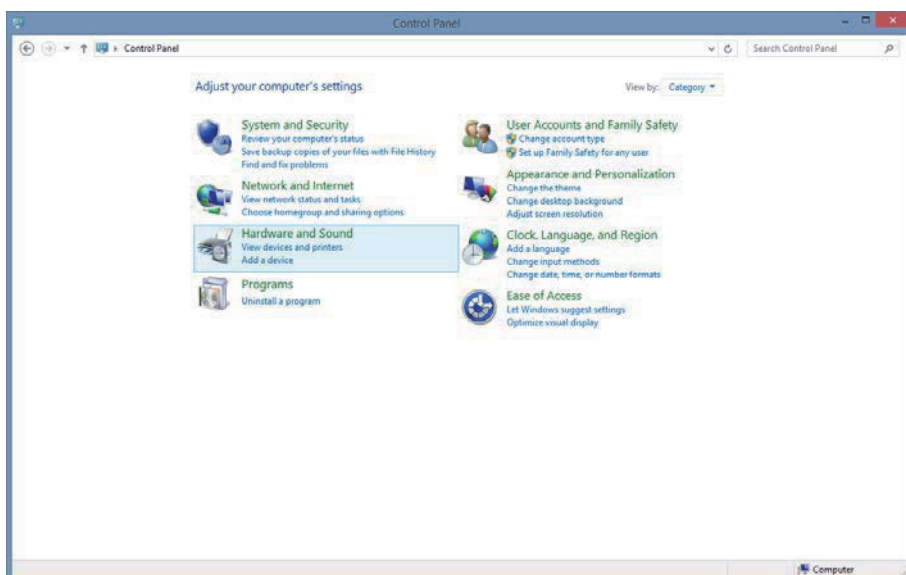 Control Panel
Control Panel
Search Control Panel
Adjust your computer's settings
View by: Category
System and Security
Review your computer's status
Save backup copies of your files with File History
Find and fix problems
Network and Internet
View network status and tasks
Choose homegroup and sharing options
Hardware and Sound
View devices and printers
Add a device
Programs
Uninstall a program
User Accounts and Family Safety
Change account type
Set up Family Safety for any user
Appearance and Personalization
Change the theme
Change desktop background
Adjust screen resolution
Clock, Language, and Region
Add a language
Change input methods
Change date, time, or number formats
Ease of Access
Let Windows suggest settings
Optimize visual display
Computer